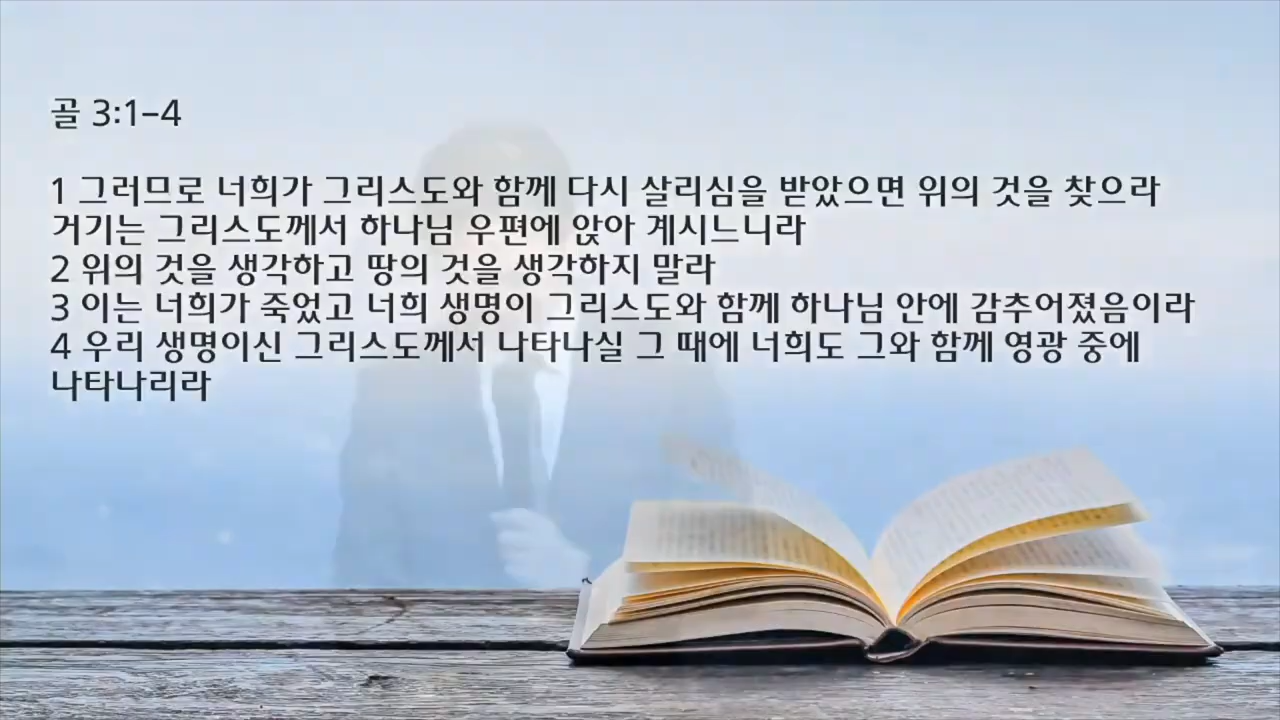 골 3:1-4
1 그러므로 너희가 그리스도와 함께 다시 살리심을 받았으면 위의 것을 찾으라
거기는 그리스도께서 하나님 우편에 앉아 계시느니라
2 위의 것을 생각하고 땅의 것을 생각하지 말라
3 이는 너희가 죽었고 너희 생명이 그리스도와 함께 하나님 안에 감추어졌음이라
4 우리 생명이신 그리스도께서 나타나실 그 때에 너희도 그와 함께 영광 중에
나타나리라